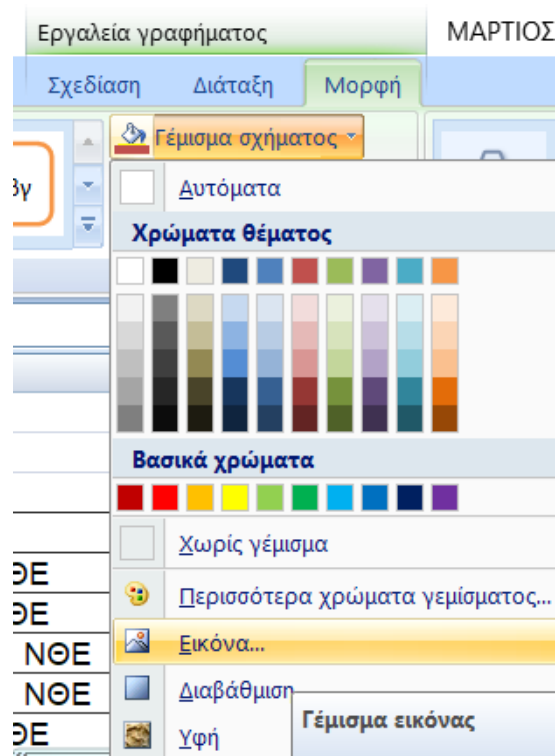 Εργαλεία γραφήματος
ΜΑΡΤΙΟΣ
Σχεδίαση Διάταξη Μορφή
Γέμισμα σχήματος
βγ
Αυτόματα
Χρώματα θέματος
Βασικά χρώματα
Χωρίς γέμισμα
ΘΕ
Περισσότερα χρώματα γεμίσματος...
ΘΕ
Εικόνα...
ΝΘΕ
Διαβάθμιση
ΝΘΕ
Γέμισμα εικόνας
Υφή
ΘΕ